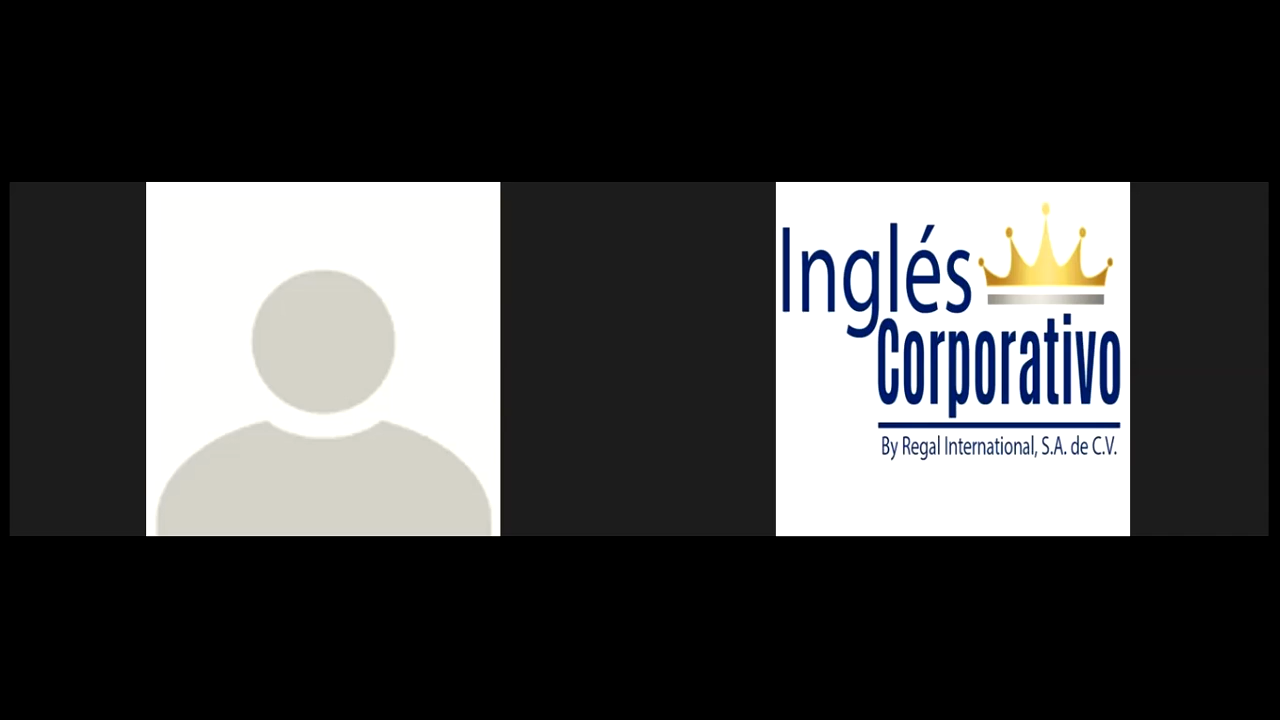 Inglés
Corporativo
By Regal International, S.A. de C.V.